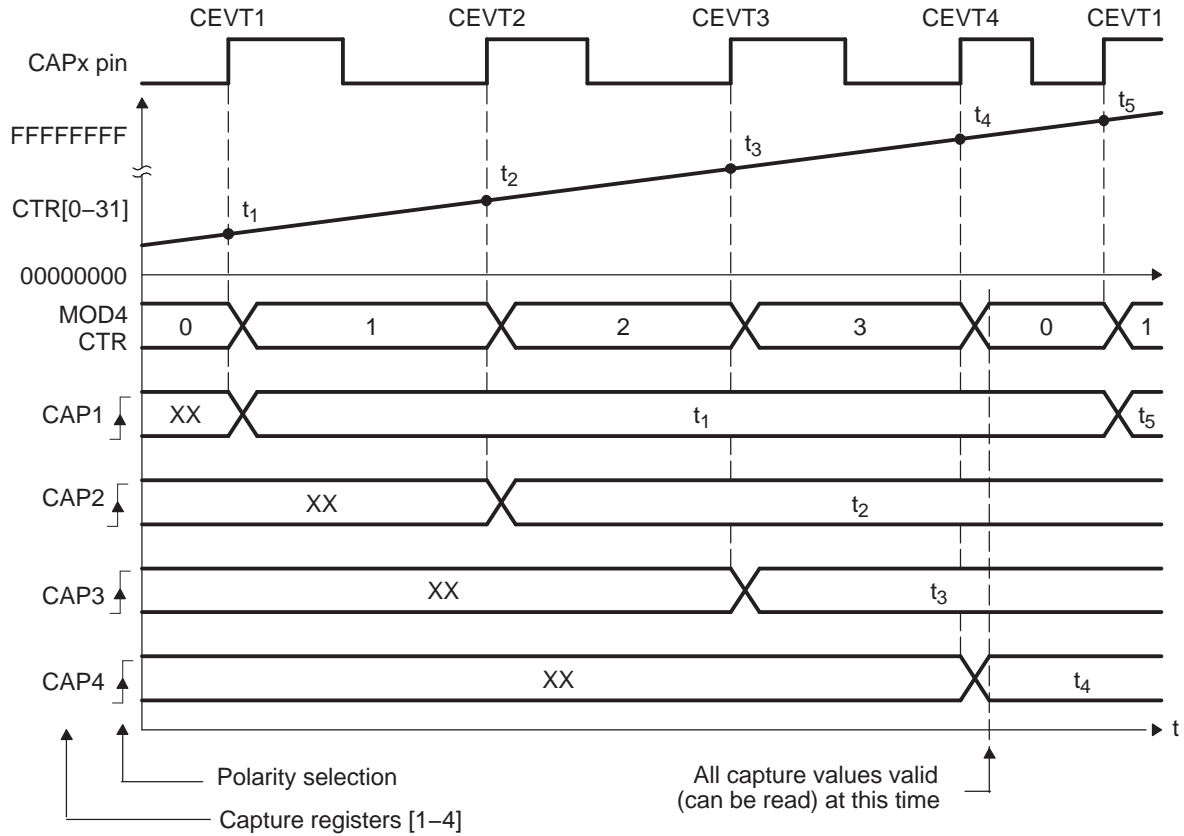 CEVT1 CEVT2 CEVT3 CEVT4 CEVT1
CAPx pin
t5
t4
FFFFFFFF
t3
t2
CTR[0−31]
t1
00000000
MOD4
CTR
0 1 2 3 0 1
CAP1 XX t1 t5
CAP2 XX t2
CAP3 XX t3
CAP4 XX t4
t
Polarity selection
Capture registers [1−4]
All capture values valid
(can be read) at this time